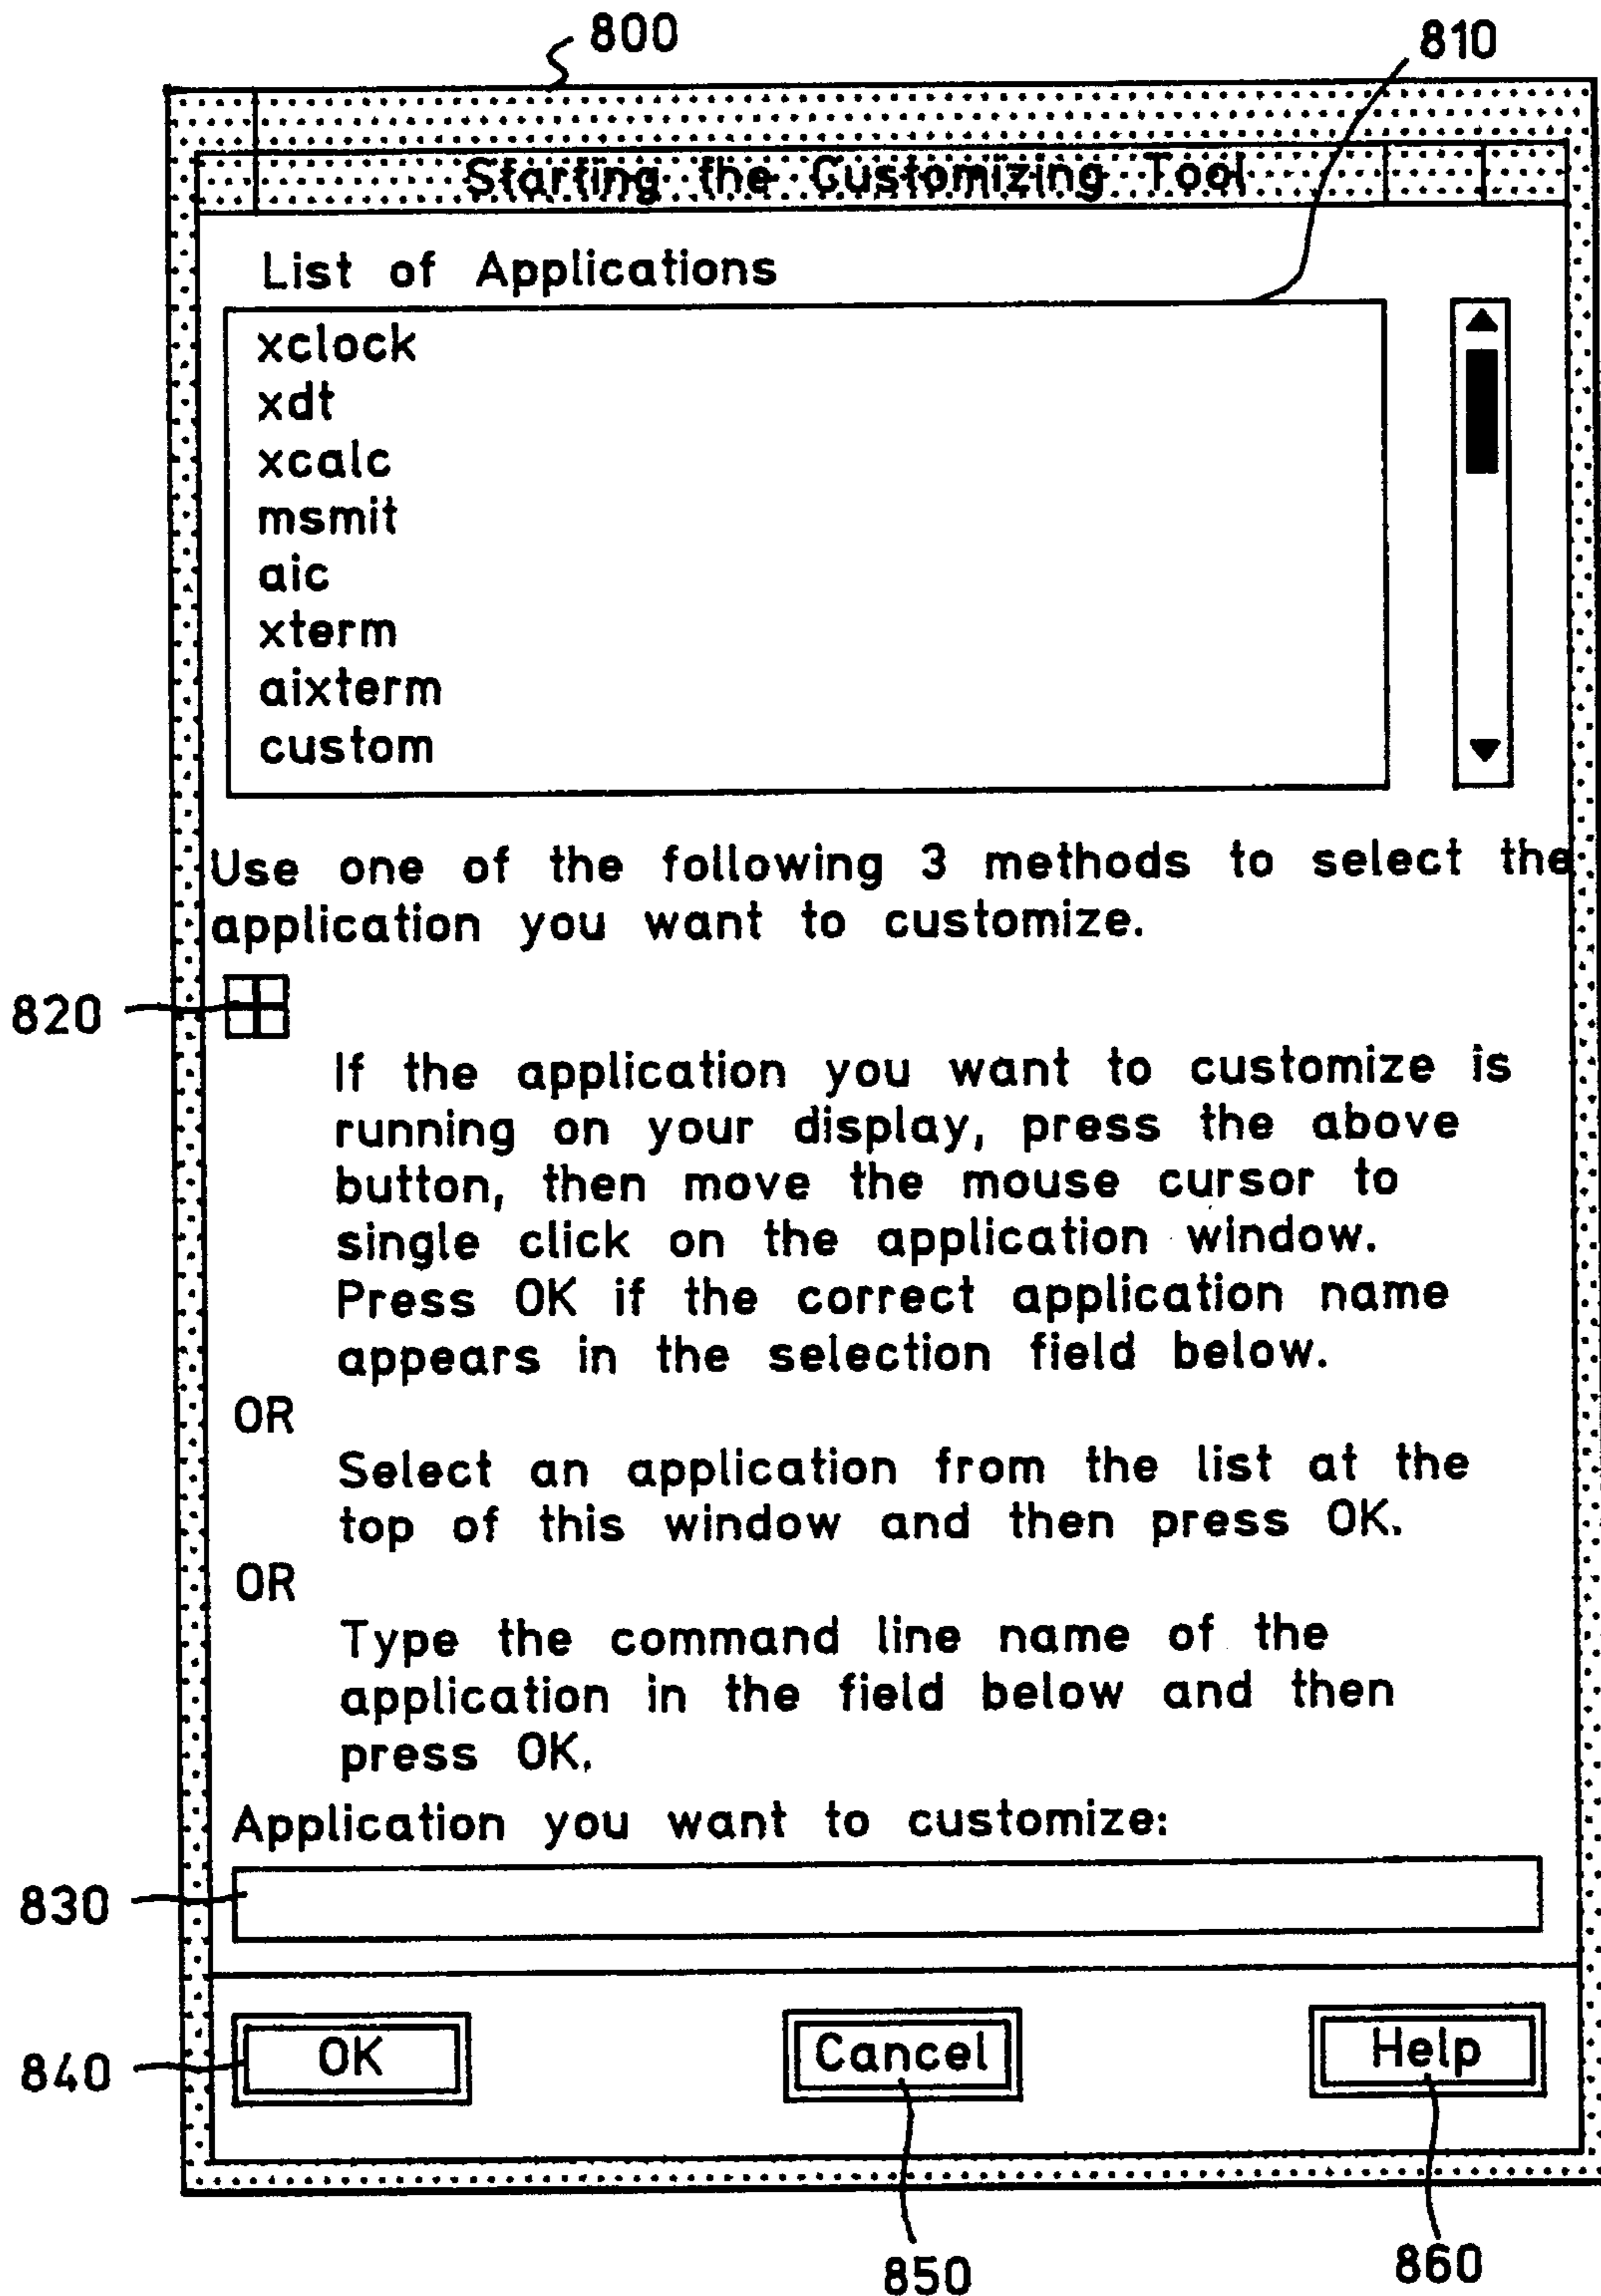 800
810
Starting the Customizing Tool
List of Applications
xclock
xdt
xcalc
msmit
aic
xterm
aixterm
custom
Use one of the following 3 methods to select the
application you want to customize.
820
If the application you want to customize is
running on your display, press the above
button, then move the mouse cursor to
single click on the application window.
Press OK if the correct application name
appears in the selection field below.
OR
Select an application from the list at the
top of this window and then press OK.
OR
Type the command line name of the
application in the field below and then
press OK.
Application you want to customize:
830
840
OK
Cancel
Help
850
860